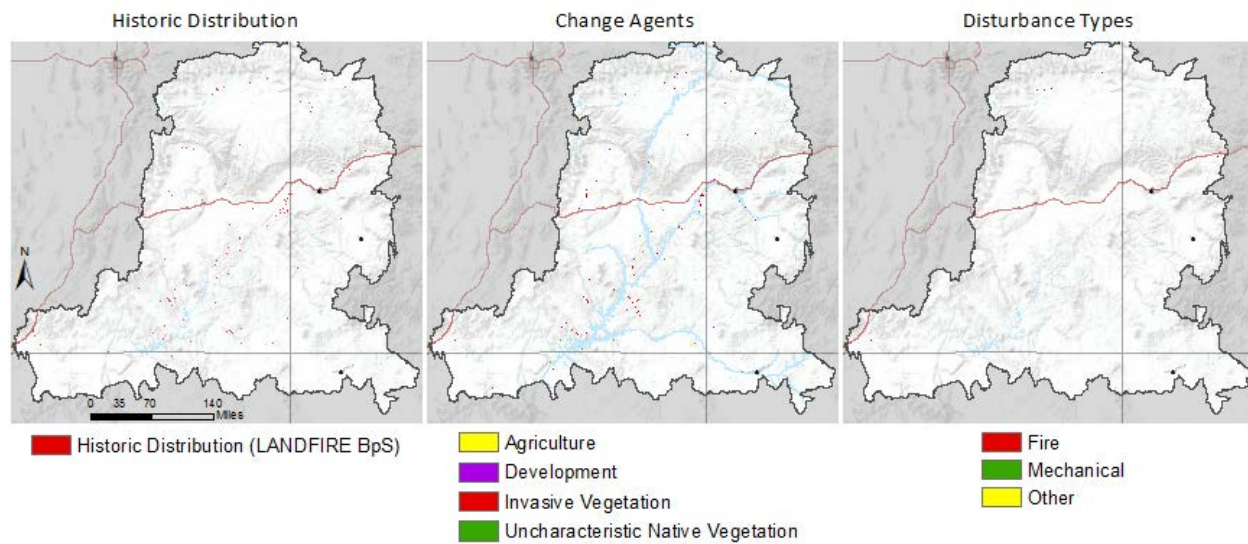 Historic Distribution
Change Agents
Disturbance Types
N
0 35 70 140
Miles
Historic Distribution (LANDFIRE BpS)
Agriculture
Development
Invasive Vegetation
Uncharacteristic Native Vegetation
Fire
Mechanical
Other